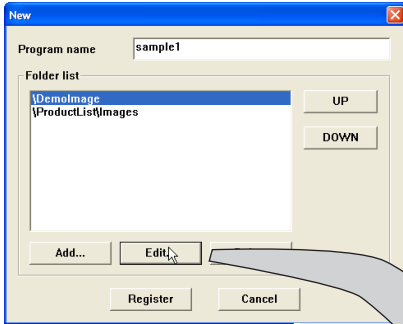 New
Program name
sample1
Folder list
\DemoImage
\ProductList\Images
UP
DOWN
Add...
Edit...
Register
Cancel